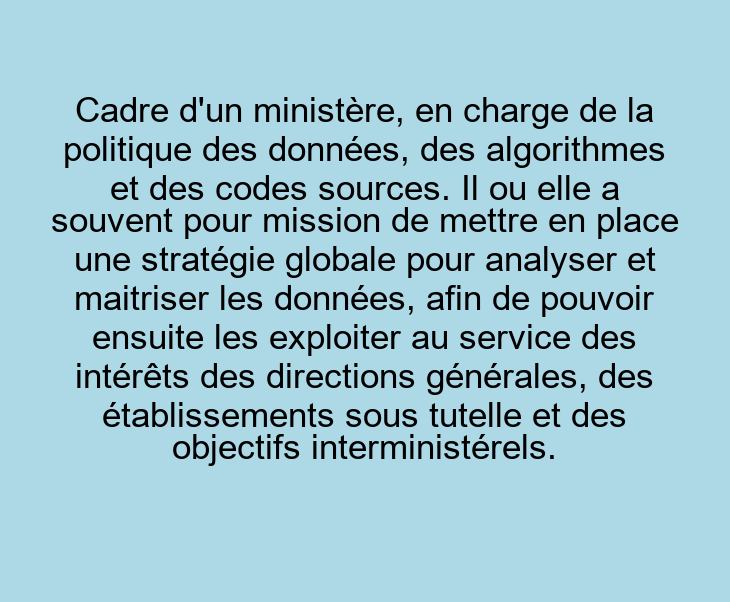 Cadre d'un ministère, en charge de la
politique des données, des algorithmes
et des codes sources. Il ou elle a
souvent pour mission de mettre en place
une stratégie globale pour analyser et
maitriser les données, afin de pouvoir
ensuite les exploiter au service des
intérêts des directions générales, des
établissements sous tutelle et des
objectifs interministérels.